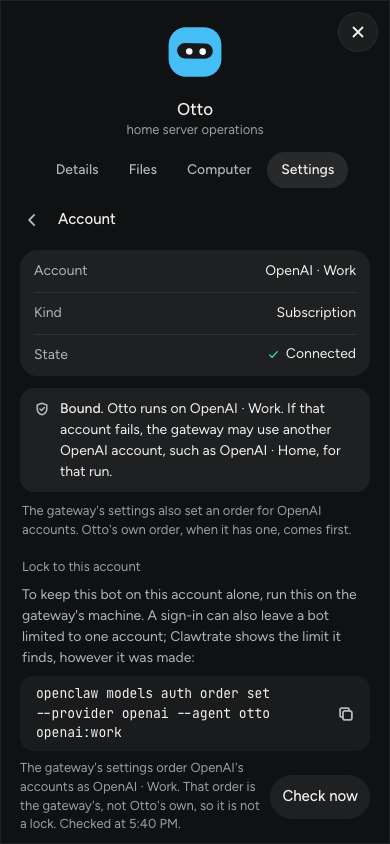 Otto
home server operations
Details Files Computer Settings
Account
Account OpenAI · Work
Kind Subscription
State Connected
Bound. Otto runs on OpenAI · Work. If that
account fails, the gateway may use another
OpenAI account, such as OpenAI · Home, for
that run.
The gateway's settings also set an order for OpenAI
accounts. Otto's own order, when it has one, comes first.
Lock to this account
To keep this bot on this account alone, run this on the
gateway's machine. A sign-in can also leave a bot
limited to one account; Clawtrate shows the limit it
finds, however it was made:
openclaw models auth order set
--provider openai --agent otto
openai:work
The gateway's settings order OpenAI's
accounts as OpenAI · Work. That order is
the gateway's, not Otto's own, so it is not
a lock. Checked at 5:40 PM.
Check now